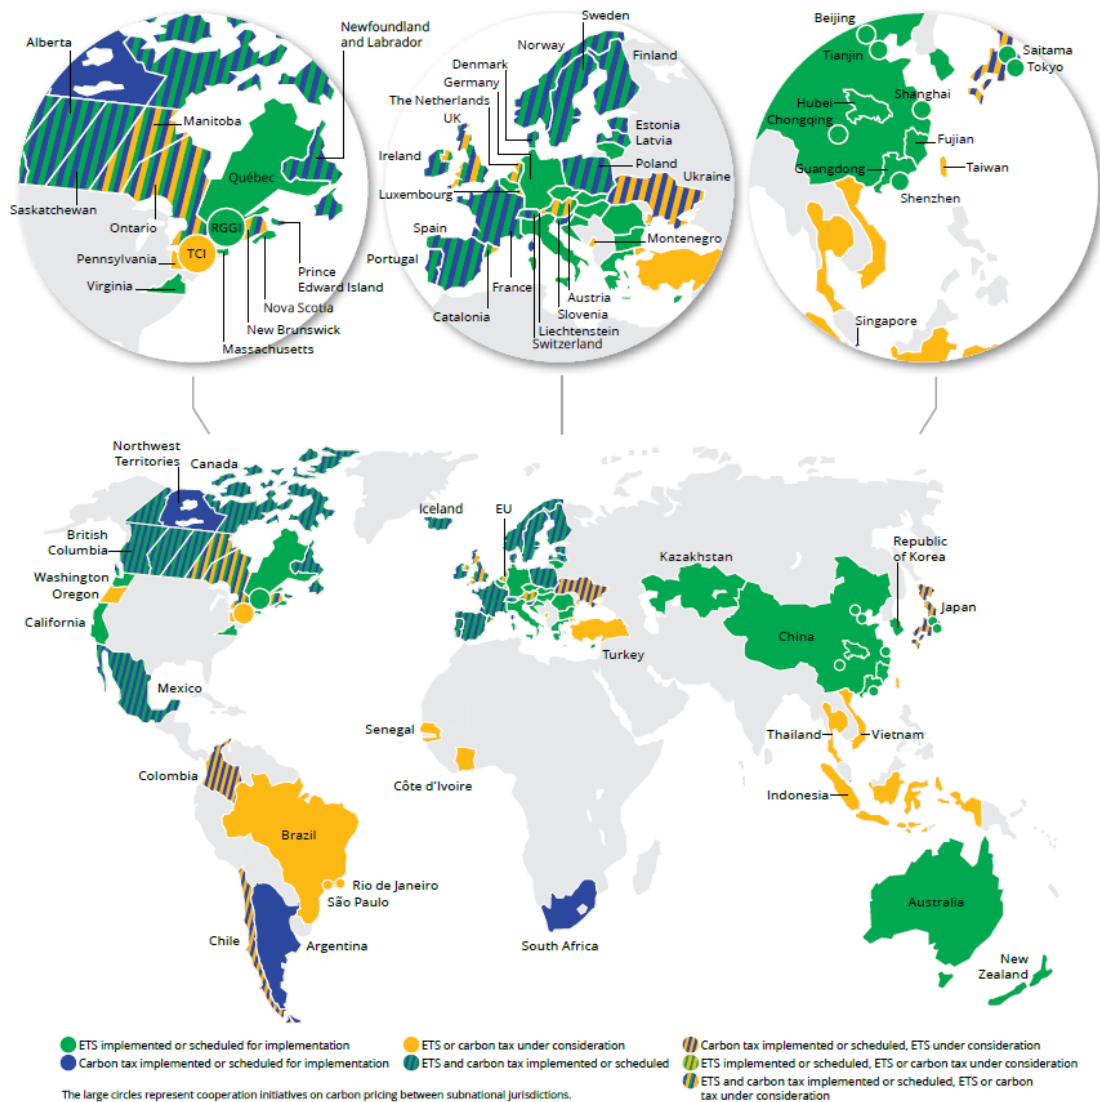 Alberta
Newfoundland
and Labrador
Manitoba
Québec
Saskatchewan
Ontario
RGGI
TCI
Pennsylvania
Virginia
Prince
Edward Island
Nova Scotia
New Brunswick
Massachusetts
Sweden
Norway
Finland
Denmark
Germany
The Netherlands
UK
Estonia
Latvia
Ireland
Poland
Ukraine
Luxembourg
Spain
Montenegro
Portugal
France
Austria
Catalonia
Slovenia
Liechtenstein
Switzerland
Beijing
Tianjin
Saitama
Tokyo
Shanghai
Hubei
Chongqing
Fujian
Guangdong
Taiwan
Shenzhen
Singapore
Northwest
Territories
Canada
Iceland
EU
British
Columbia
Kazakhstan
Republic
of Korea
Washington
Oregon
California
Japan
China
Turkey
Mexico
Senegal
Thailand
Vietnam
Colombia
Côte d'Ivoire
Indonesia
Brazil
Rio de Janeiro
São Paulo
Australia
Chile
Argentina
South Africa
New
Zealand
ETS implemented or scheduled for implementation
Carbon tax implemented or scheduled for implementation
ETS or carbon tax under consideration
ETS and carbon tax implemented or scheduled
Carbon tax implemented or scheduled, ETS under consideration
ETS implemented or scheduled, ETS or carbon tax under consideration
ETS and carbon tax implemented or scheduled, ETS or carbon
tax under consideration
The large circles represent cooperation initiatives on carbon pricing between subnational jurisdictions.